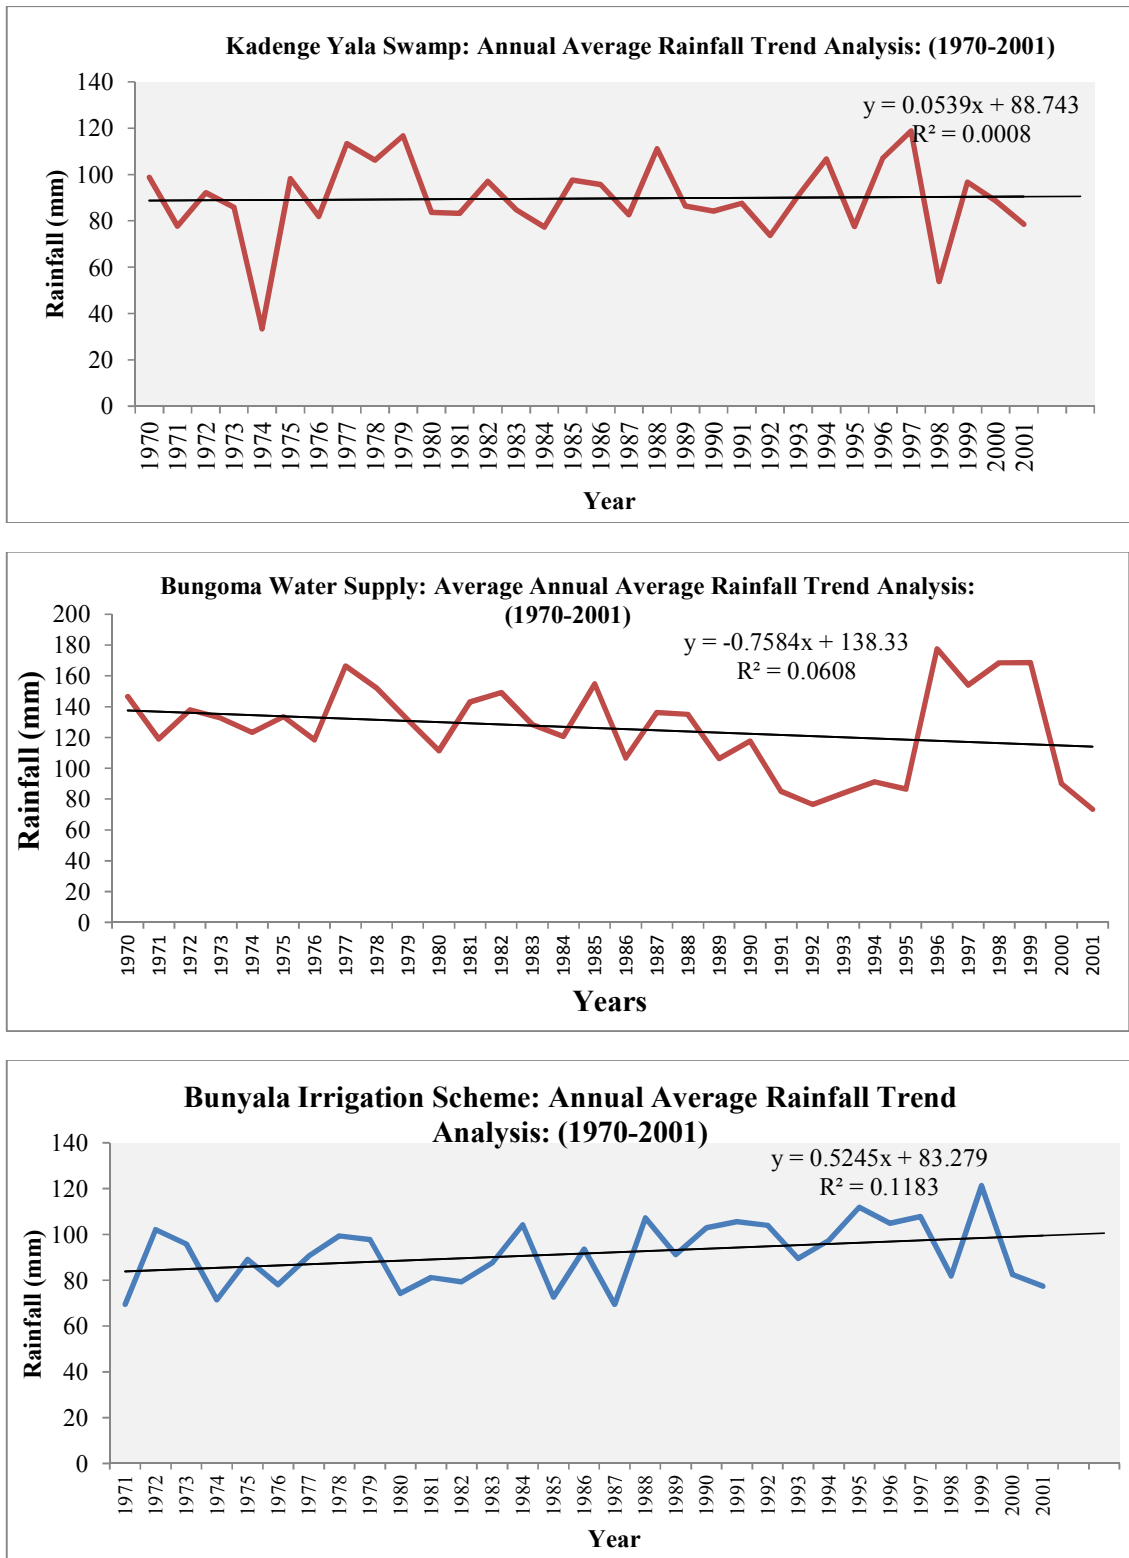 Kadenge Yala Swamp: Annual Average Rainfall Trend Analysis: (1970-2001)
y = 0.0539x + 88.743
R² = 0.0008
140
120
100
80
60
40
20
0
Rainfall (mm)
1970 1971 1972 1973 1974 1975 1976 1977 1978 1979 1980 1981 1982 1983 1984 1985 1986 1987 1988 1989 1990 1991 1992 1993 1994 1995 1996 1997 1998 1999 2000 2001
Year
Bungoma Water Supply: Average Annual Average Rainfall Trend Analysis:
(1970-2001)
y = -0.7584x + 138.33
R² = 0.0608
200
180
160
140
120
100
80
60
40
20
0
Rainfall (mm)
1970 1971 1972 1973 1974 1975 1976 1977 1978 1979 1980 1981 1982 1983 1984 1985 1986 1987 1988 1989 1990 1991 1992 1993 1994 1995 1996 1997 1998 1999 2000 2001
Years
Bunyala Irrigation Scheme: Annual Average Rainfall Trend
Analysis: (1970-2001)
y = 0.5245x + 83.279
R² = 0.1183
140
120
100
80
60
40
20
0
Rainfall (mm)
1971 1972 1973 1974 1975 1976 1977 1978 1979 1980 1981 1982 1983 1984 1985 1986 1987 1988 1989 1990 1991 1992 1993 1994 1995 1996 1997 1998 1999 2000 2001
Year